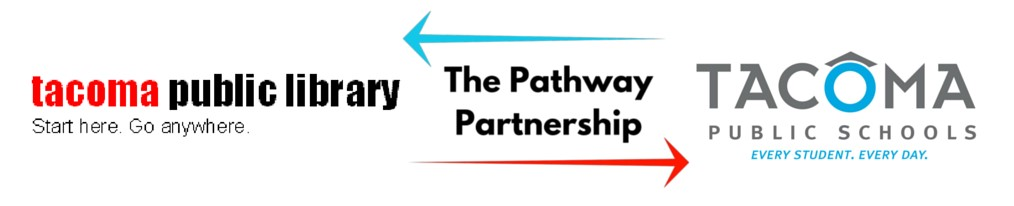 tacoma public library
Start here. Go anywhere.
The Pathway
Partnership
TACOMA
PUBLIC SCHOOLS
EVERY STUDENT. EVERY DAY.